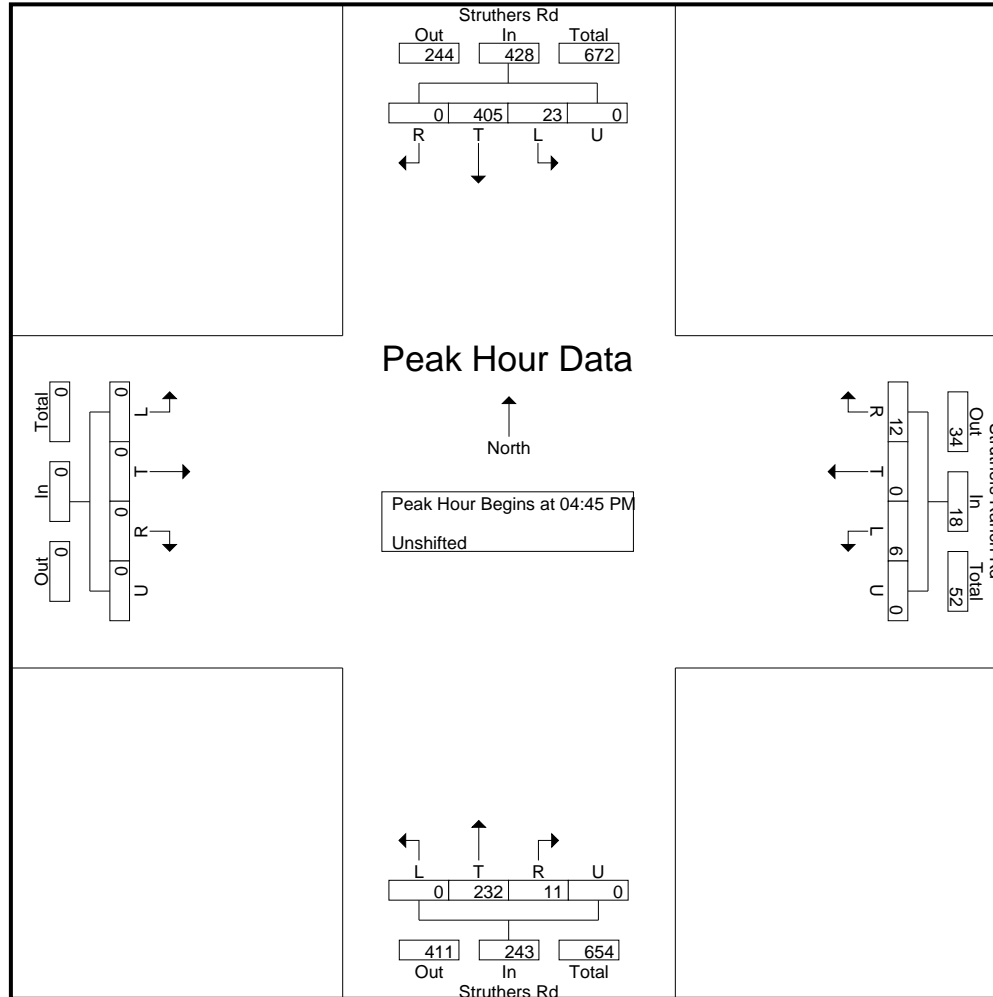 Struthers Rd
Out In Total
244 428 672
0 405 23 0
R T L U
Peak Hour Data
North
Peak Hour Begins at 04:45 PM
Unshifted
Total In Out
0 0 0
0 0 0 0
L T R U
R T L U
12 0 6 0
Out In Total
34 18 52
L T R U
0 232 11 0
411 243 654
Out In Total
Struthers Rd